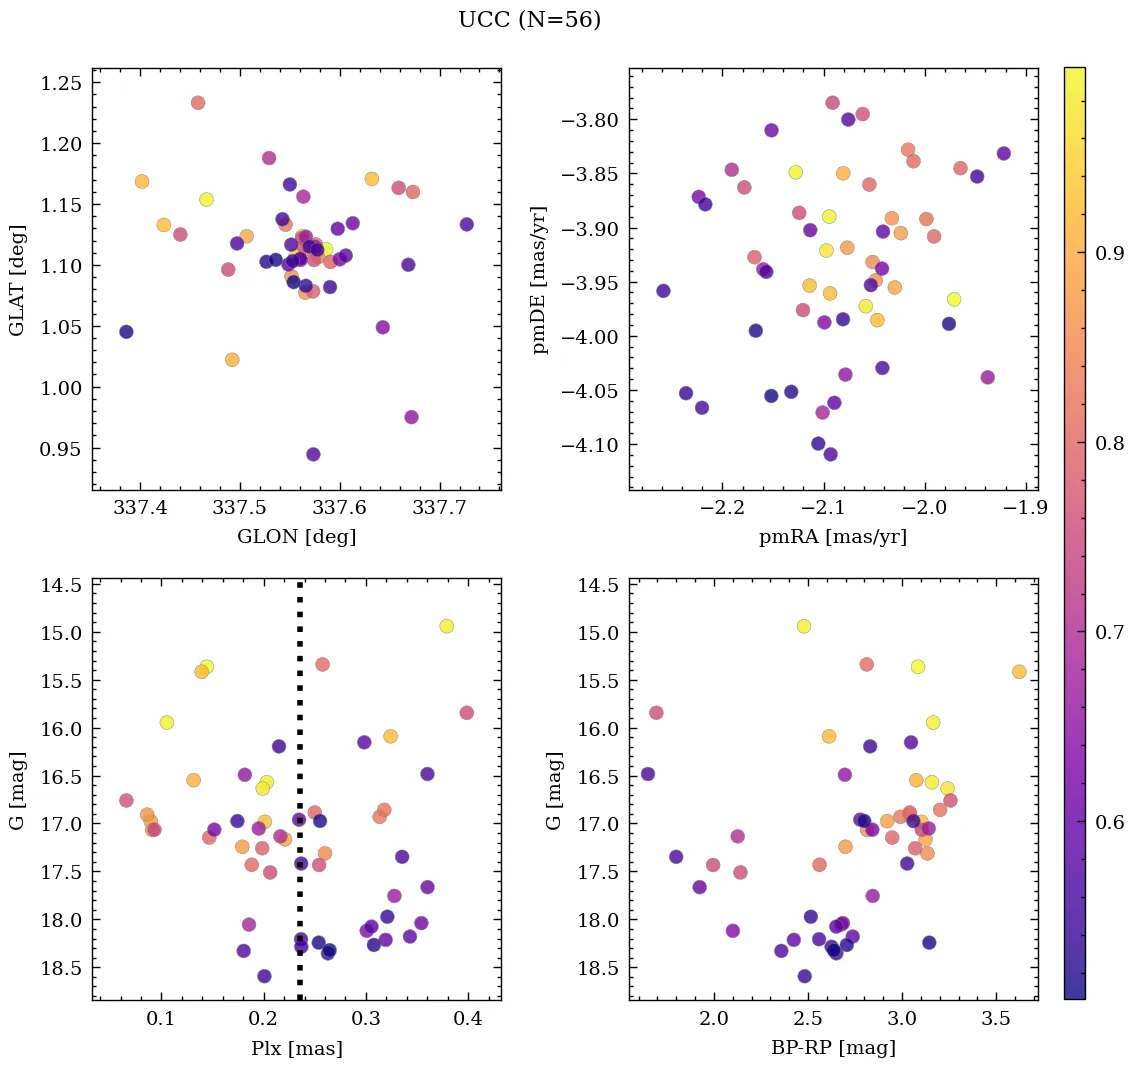 UCC (N=56)
1.25
1.20
1.15
1.10
1.05
1.00
0.95
GLAT [deg]
337.4 337.5 337.6 337.7
GLON [deg]
−3.80
−3.85
−3.90
−3.95
−4.00
−4.05
−4.10
pmDE [mas/yr]
−2.2 −2.1 −2.0 −1.9
pmRA [mas/yr]
14.5
15.0
15.5
16.0
16.5
17.0
17.5
18.0
18.5
G [mag]
0.1 0.2 0.3 0.4
Plx [mas]
14.5
15.0
15.5
16.0
16.5
17.0
17.5
18.0
18.5
G [mag]
2.0 2.5 3.0 3.5
BP-RP [mag]
0.9
0.8
0.7
0.6